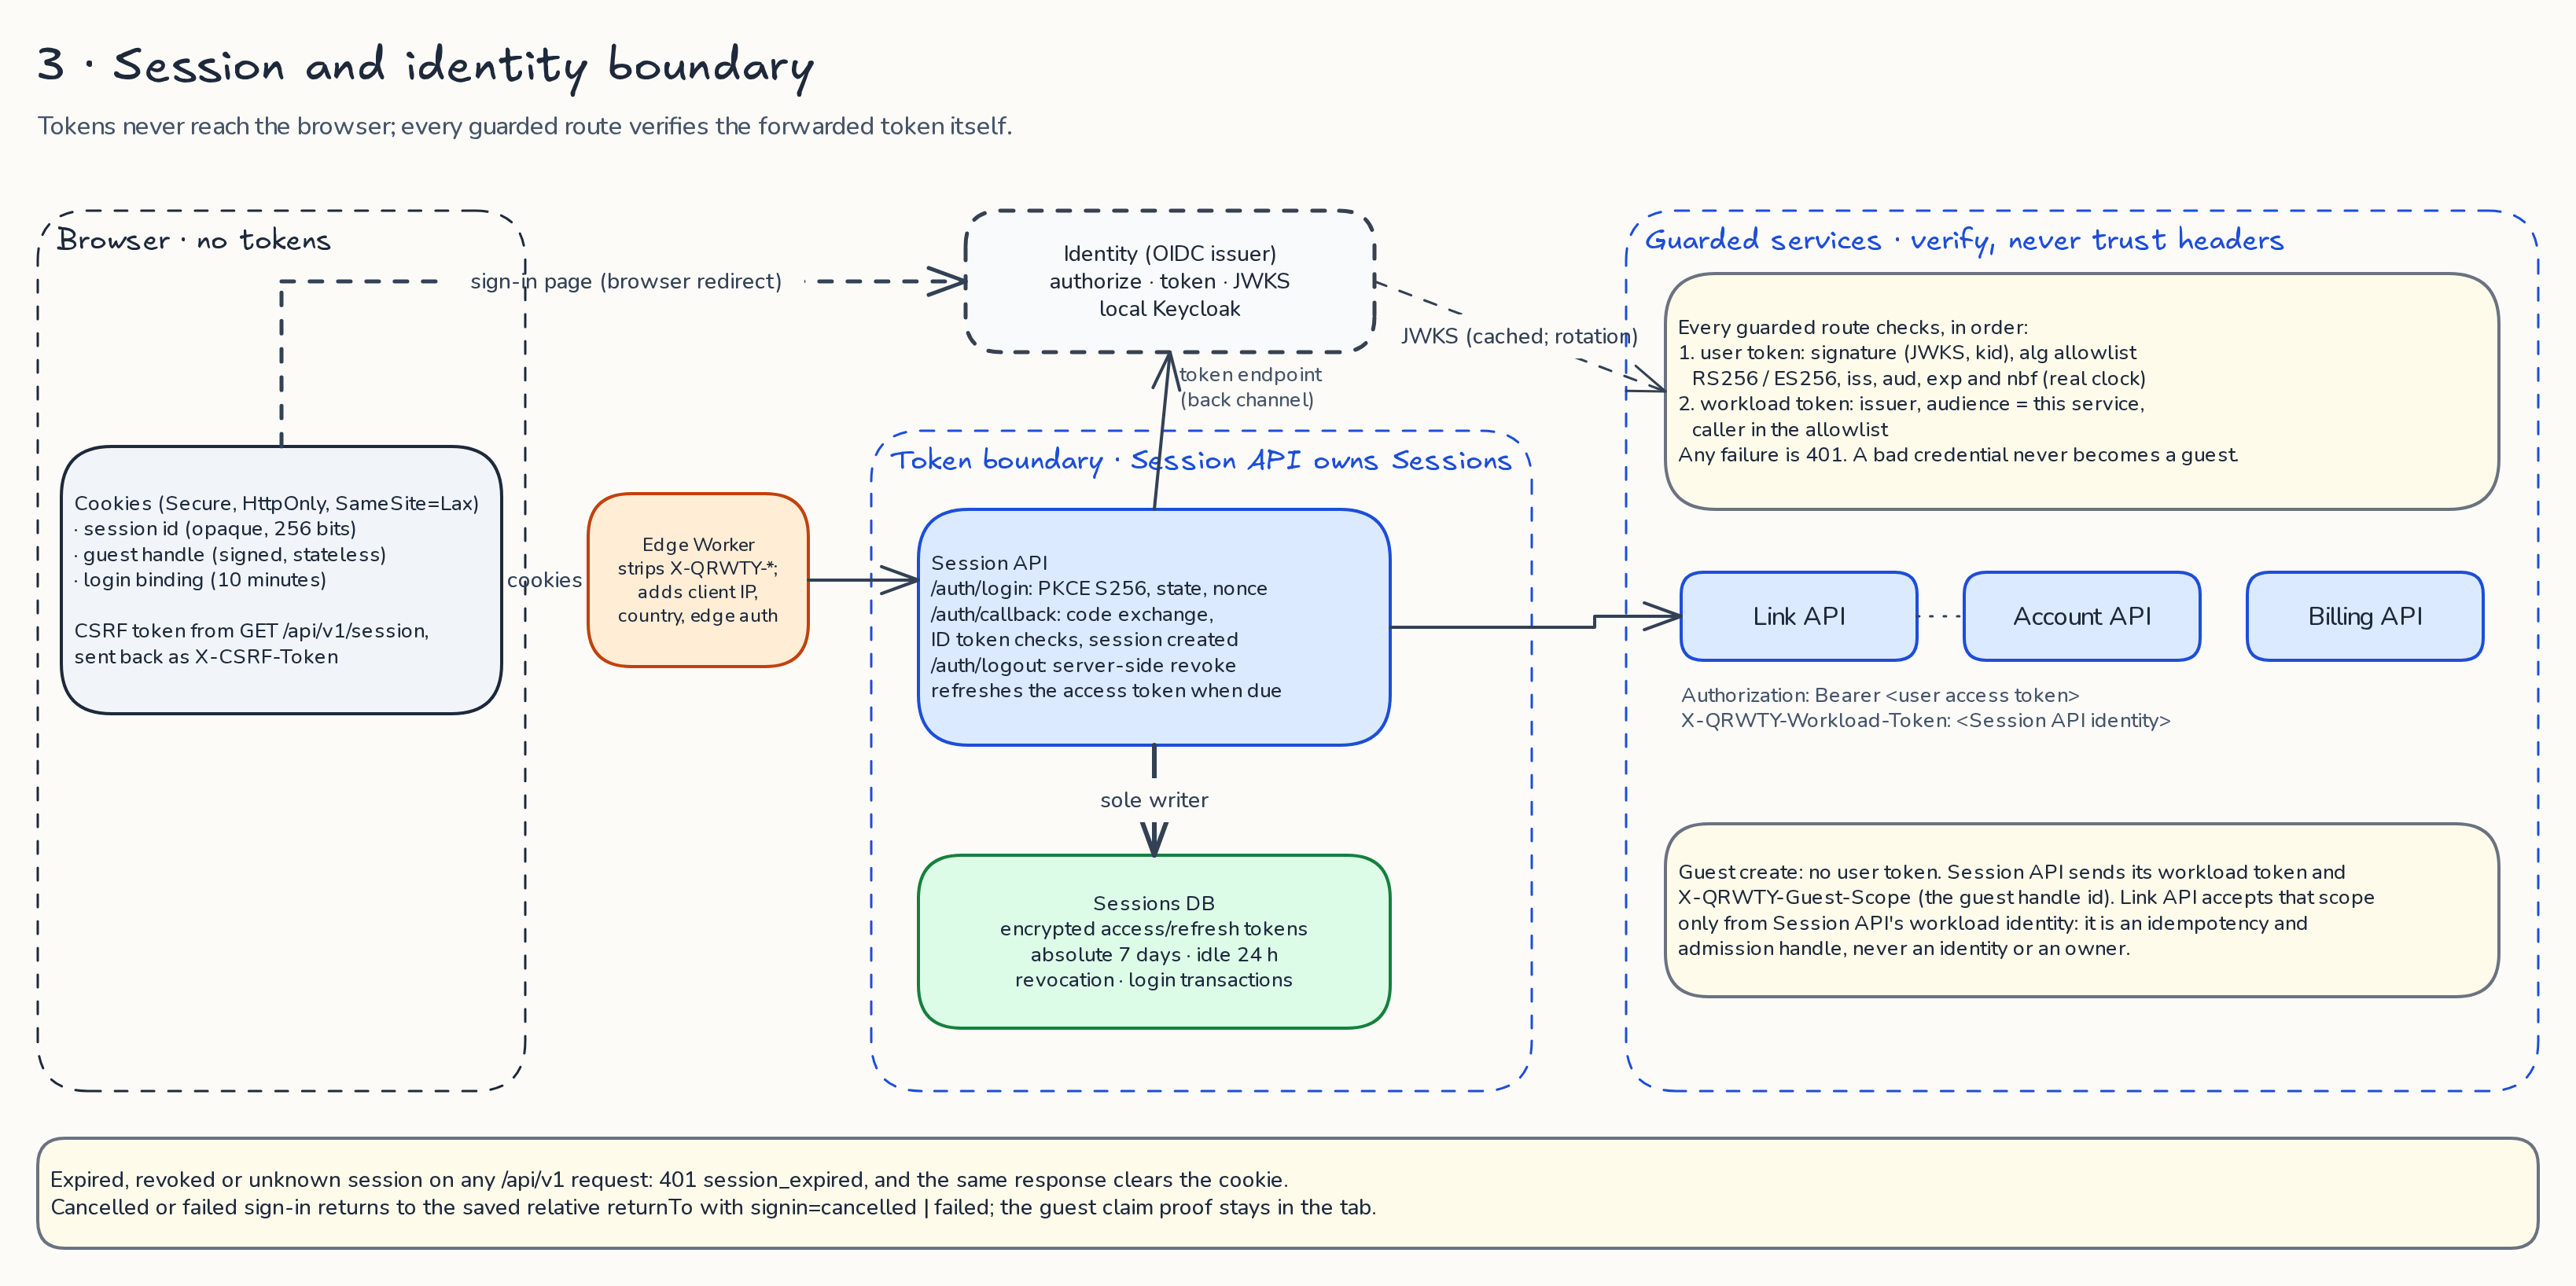 3 · Session and identity boundary
Tokens never reach the browser; every guarded route verifies the forwarded token itself.
Browser · no tokens
sign-in page (browser redirect)
Cookies (Secure, HttpOnly, SameSite=Lax)
· session id (opaque, 256 bits)
· guest handle (signed, stateless)
· login binding (10 minutes)
CSRF token from GET /api/v1/session,
sent back as X-CSRF-Token
cookies
Edge Worker
strips X-QRWTY-*;
adds client IP,
country, edge auth
Identity (OIDC issuer)
authorize · token · JWKS
local Keycloak
token endpoint
(back channel)
JWKS (cached; rotation)
Token boundary · Session API owns Sessions
Session API
/auth/login: PKCE S256, state, nonce
/auth/callback: code exchange,
ID token checks, session created
/auth/logout: server-side revoke
refreshes the access token when due
sole writer
Sessions DB
encrypted access/refresh tokens
absolute 7 days · idle 24 h
revocation · login transactions
Guarded services · verify, never trust headers
Every guarded route checks, in order:
1. user token: signature (JWKS, kid), alg allowlist
RS256 / ES256, iss, aud, exp and nbf (real clock)
2. workload token: issuer, audience = this service,
caller in the allowlist
Any failure is 401. A bad credential never becomes a guest.
Link API
Account API
Billing API
Authorization: Bearer <user access token>
X-QRWTY-Workload-Token: <Session API identity>
Guest create: no user token. Session API sends its workload token and
X-QRWTY-Guest-Scope (the guest handle id). Link API accepts that scope
only from Session API's workload identity: it is an idempotency and
admission handle, never an identity or an owner.
Expired, revoked or unknown session on any /api/v1 request: 401 session_expired, and the same response clears the cookie.
Cancelled or failed sign-in returns to the saved relative returnTo with signin=cancelled | failed; the guest claim proof stays in the tab.